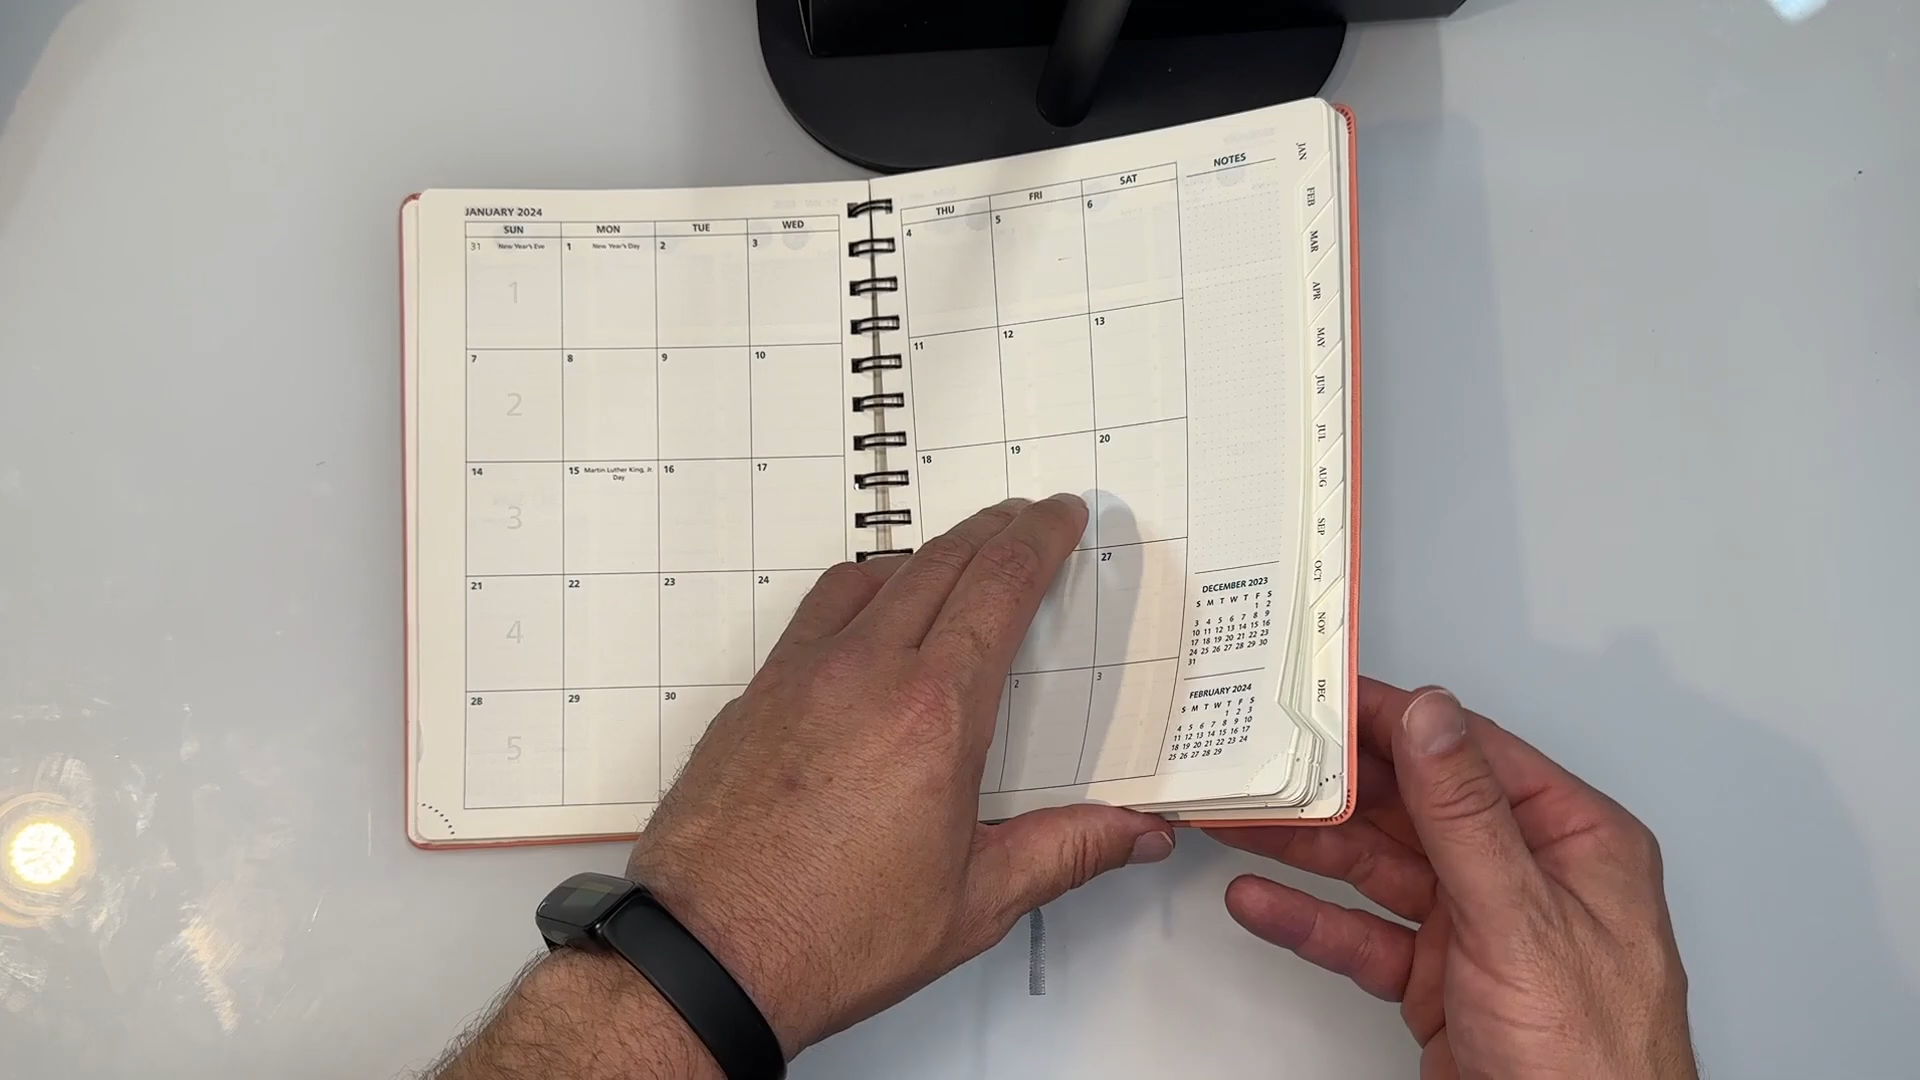 JANUARY 2024
SUN MON TUE WED
31 New Year's Eve 1 New Year's Day 2 3
1
7 8 9 10
2
14 15 Martin Luther King, Jr. 16 17
Day
3
21 22 23 24
4
28 29 30
5
THU FRI SAT
4 5 6
11 12 13
18 19 20
27
2 3
NOTES
DECEMBER 2023
S M T W T F S
1 2
3 4 5 6 7 8 9
10 11 12 13 14 15 16
17 18 19 20 21 22 23
24 25 26 27 28 29 30
31
FEBRUARY 2024
S M T W T F S
1 2 3
4 5 6 7 8 9 10
11 12 13 14 15 16 17
18 19 20 21 22 23 24
25 26 27 28 29
JAN
FEB
MAR
APR
MAY
JUN
JUL
AUG
SEP
OCT
NOV
DEC